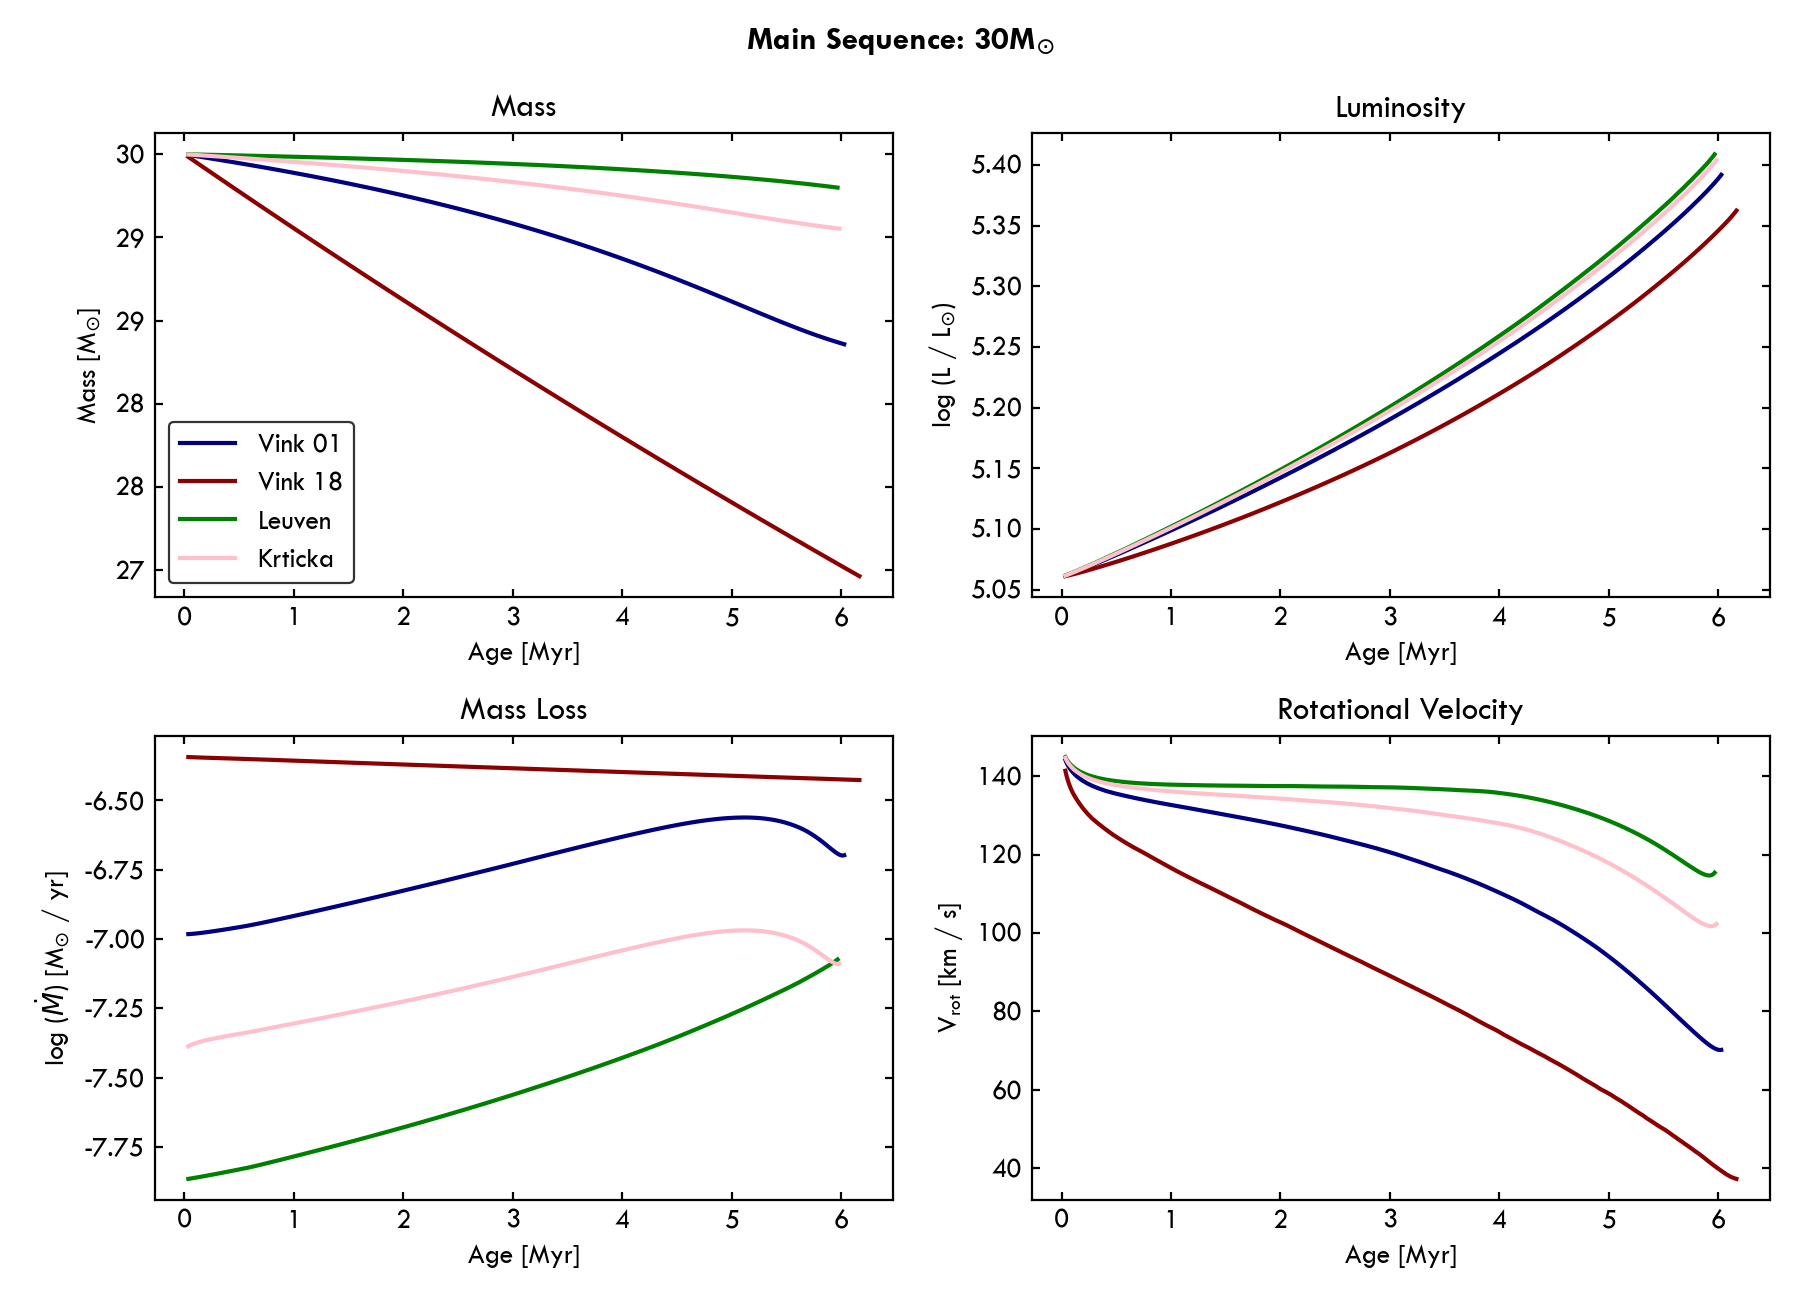 Main Sequence: 30M⊙
Mass
30
29
29
28
28
27
Mass [M⊙]
Vink 01
Vink 18
Leuven
Krticka
0 1 2 3 4 5 6
Age [Myr]
Luminosity
5.40
5.35
5.30
5.25
5.20
5.15
5.10
5.05
log (L / L⊙)
0 1 2 3 4 5 6
Age [Myr]
Mass Loss
-6.50
-6.75
-7.00
-7.25
-7.50
-7.75
log (Ṁ) [M⊙ / yr]
0 1 2 3 4 5 6
Age [Myr]
Rotational Velocity
140
120
100
80
60
40
Vrot [km / s]
0 1 2 3 4 5 6
Age [Myr]